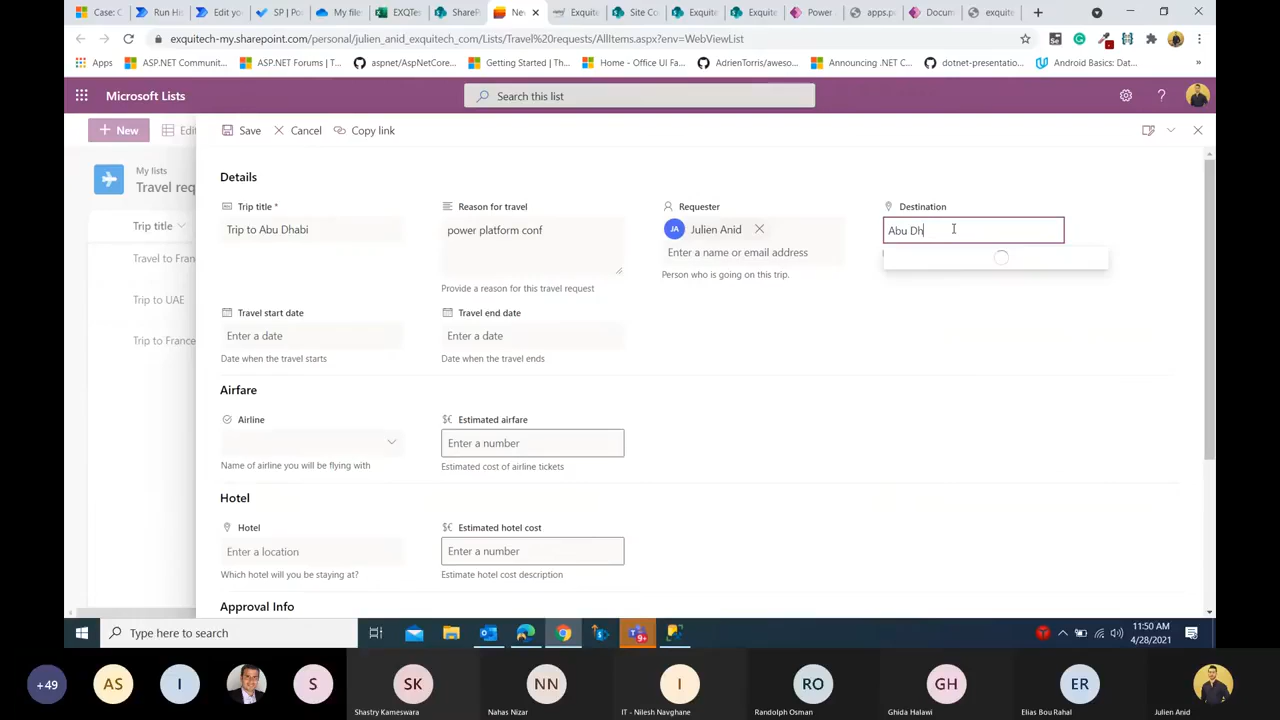 Case: C
Run Hi
Edit you
SP | Po
My files
EXQTes
ShareP
New
Exquite
Site Co
Exquite
Exquite
Power
apps.po
Docum
exquite
exquitech-my.sharepoint.com/personal/julien_anid_exquitech_com/Lists/Travel%20requests/AllItems.aspx?env=WebViewList
Apps
ASP.NET Communit...
ASP.NET Forums | Th...
aspnet/AspNetCore...
Getting Started | Th...
Home - Office UI Fa...
AdrienTorris/aweso...
Announcing .NET C...
dotnet-presentatio...
Android Basics: Dat...
Microsoft Lists
Search this list
New
Edi
Save
Cancel
Copy link
My lists
Travel req
Trip title
Travel to Fran
Trip to UAE
Trip to France
Details
Trip title *
Reason for travel
Requester
Destination
Trip to Abu Dhabi
power platform conf
JA
Julien Anid
Abu Dh
Enter a name or email address
Person who is going on this trip.
Provide a reason for this travel request
Travel start date
Travel end date
Enter a date
Enter a date
Date when the travel starts
Date when the travel ends
Airfare
Airline
Estimated airfare
Enter a number
Name of airline you will be flying with
Estimated cost of airline tickets
Hotel
Hotel
Estimated hotel cost
Enter a location
Enter a number
Which hotel will you be staying at?
Estimate hotel cost description
Approval Info
Type here to search
9+
11:50 AM
4/28/2021
+49
AS
I
S
SK
NN
I
RO
GH
ER
Shastry Kameswara
Nahas Nizar
IT - Nilesh Navghane
Randolph Osman
Ghida Halawi
Elias Bou Rahal
Julien Anid